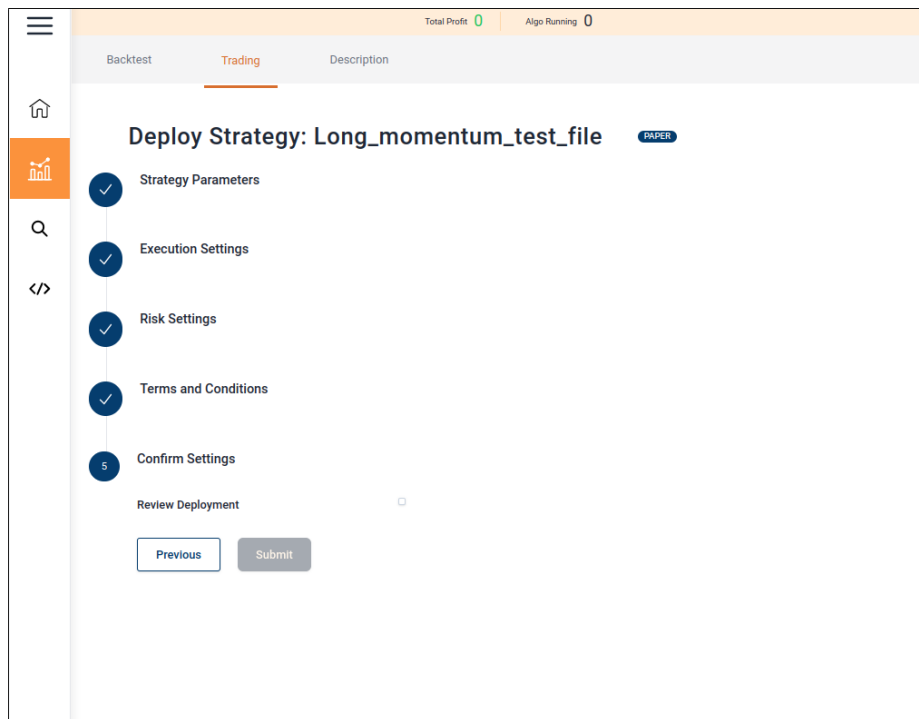 Total Profit 0 Algo Running 0
Backtest Trading Description
Deploy Strategy: Long_momentum_test_file PAPER
Strategy Parameters
Execution Settings
Risk Settings
Terms and Conditions
5 Confirm Settings
Review Deployment
Previous Submit